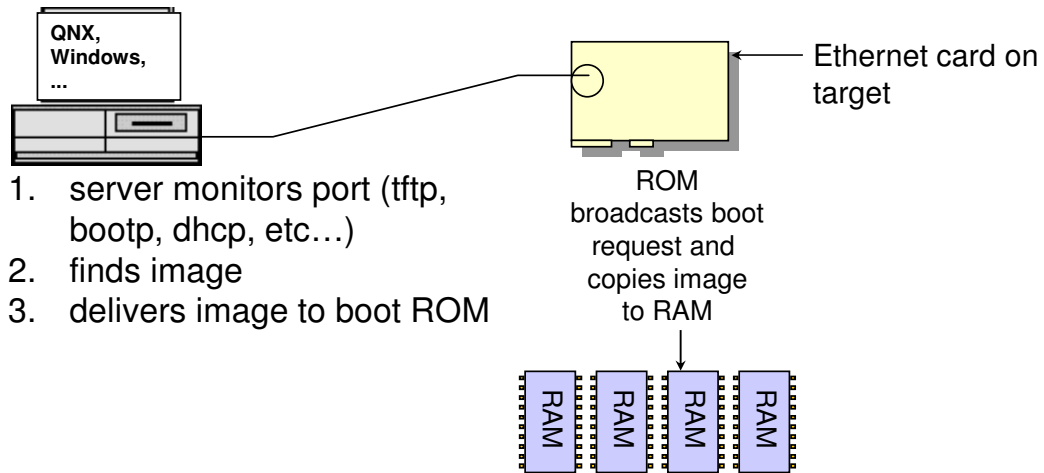 QNX,
Windows,
...
Ethernet card on
target
1. server monitors port (tftp,
bootp, dhcp, etc…)
2. finds image
3. delivers image to boot ROM
ROM
broadcasts boot
request and
copies image
to RAM
RAM
RAM
RAM
RAM